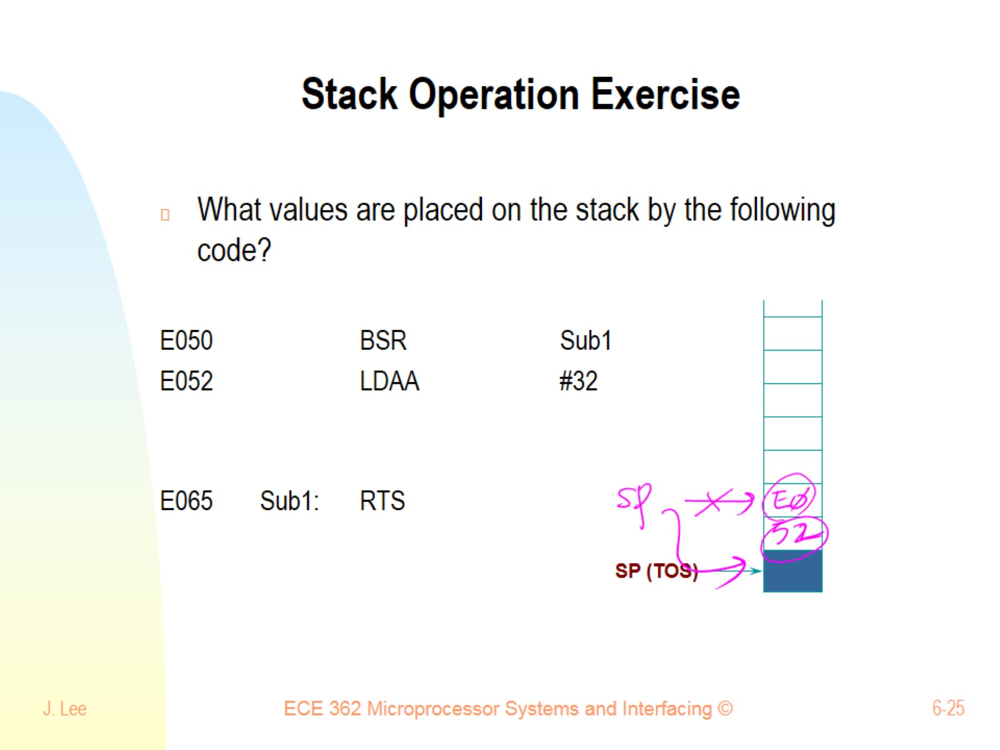 Stack Operation Exercise
What values are placed on the stack by the following
code?
E050 BSR Sub1
E052 LDAA #32
E065 Sub1: RTS
SP
EØ
52
SP (TOS)
J. Lee ECE 362 Microprocessor Systems and Interfacing © 6-25